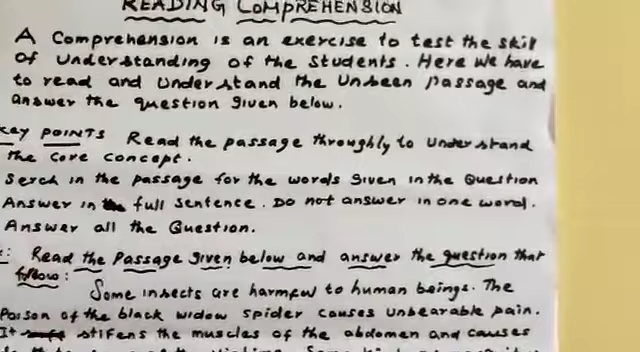 READING COMPREHENSION
A Comprehension is an exercise to test the skil
of Understanding of the Students. Here We have
to read and Understand the Unseen Passage and
answer the question given below.
KEY POINTS Read the passage throughly to Understand
the Core concept.
Serch in the passage for the words given in the Question
Answer in full Sentence. Do not answer in one word.
Answer all the Question.
: Read the Passage given below and answer the question that
follow:
Some insects are harmful to human beings. The
Poison of the black widow spider causes unbearable pain.
It stifens the muscles of the abdomen and causes